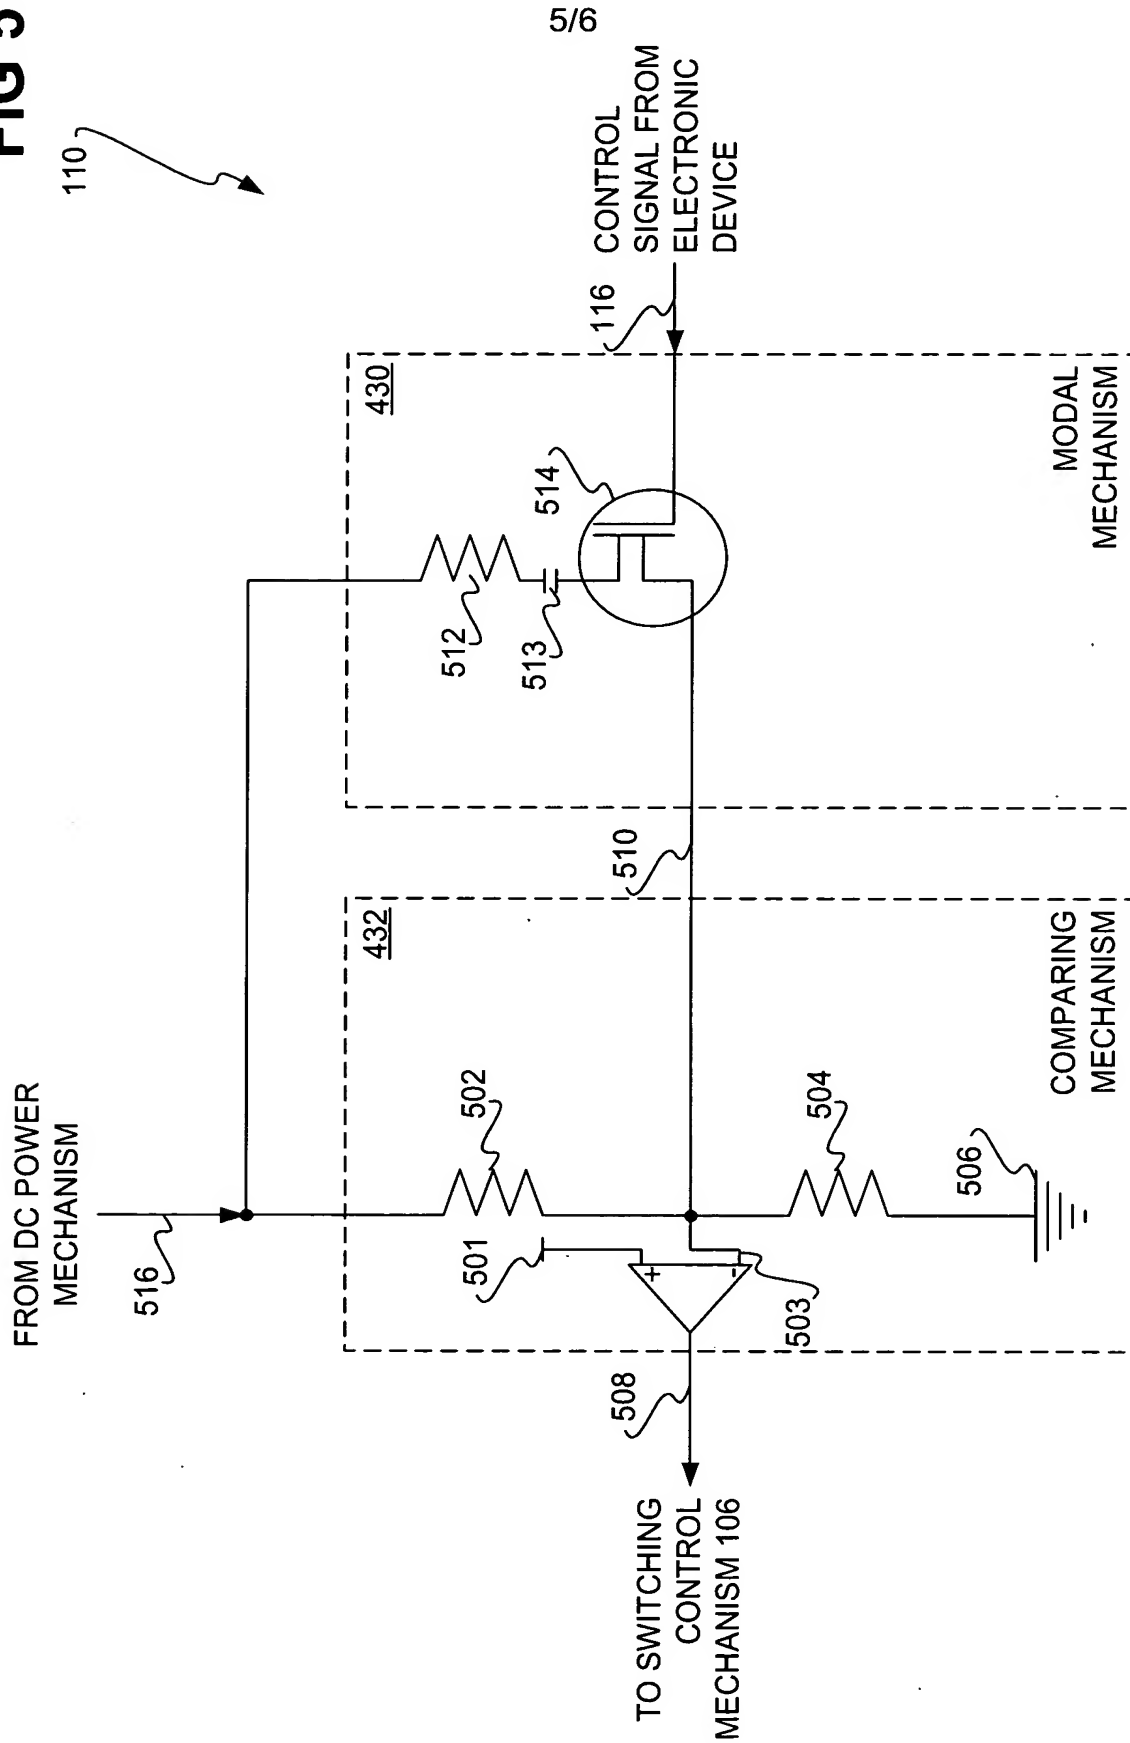 5/6
FIG 5
110
CONTROL
SIGNAL FROM
ELECTRONIC
DEVICE
116
430
514
512
513
MODAL
MECHANISM
510
432
COMPARING
MECHANISM
FROM DC POWER
MECHANISM
516
502
504
506
501
+
-
503
508
TO SWITCHING
CONTROL
MECHANISM 106